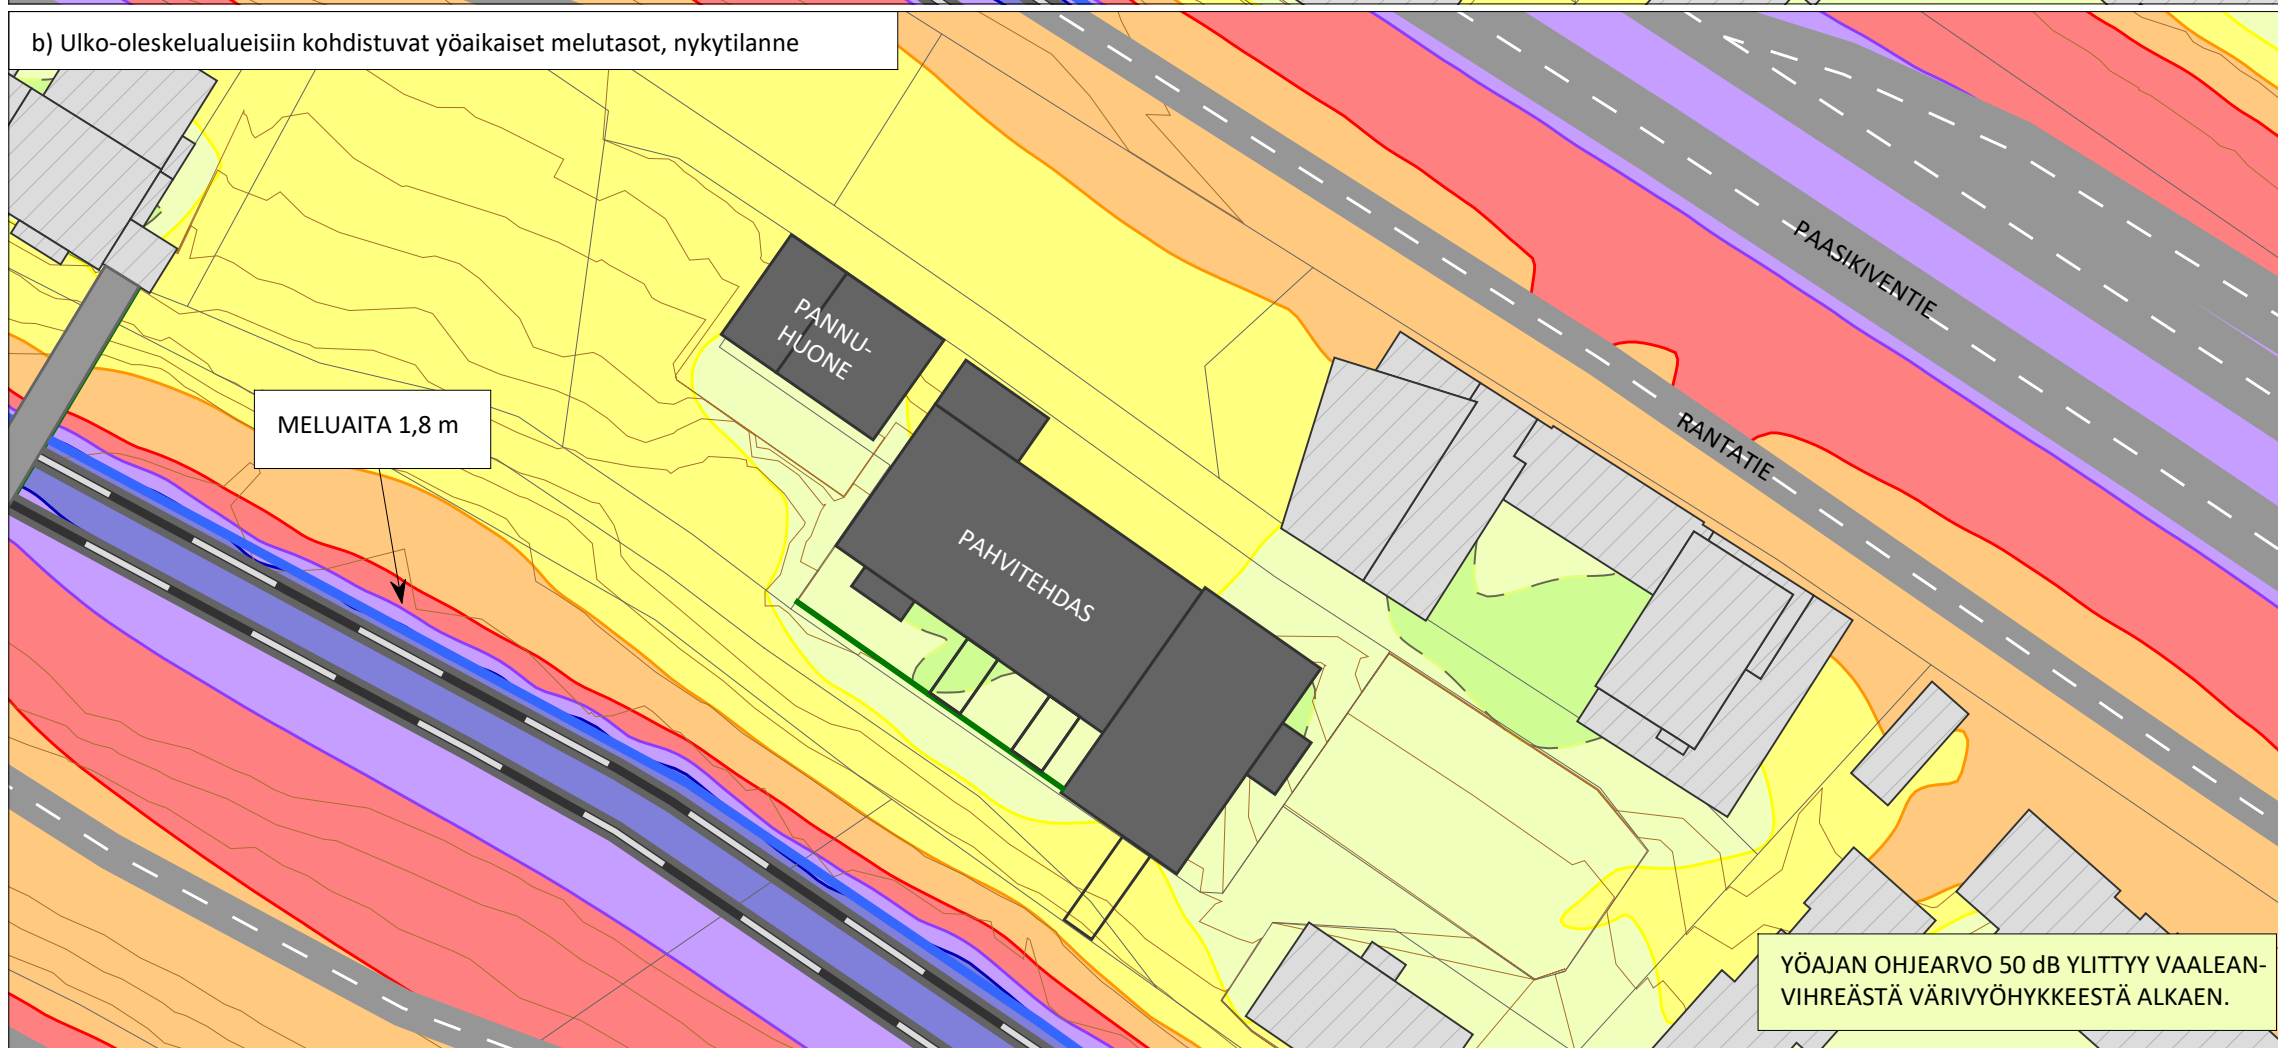 b) Ulko-oleskelualueisiin kohdistuvat yöaikaiset melutasot, nykytilanne
PAASIKIVENTIE
PANNU-
HUONE
MELUAITA 1,8 m
RANTATIE
PAHVITEHDAS
YÖAJAN OHJEARVO 50 dB YLITTYY VAALEAN-
VIHREÄSTÄ VÄRIVYÖHYKKEESTÄ ALKAEN.